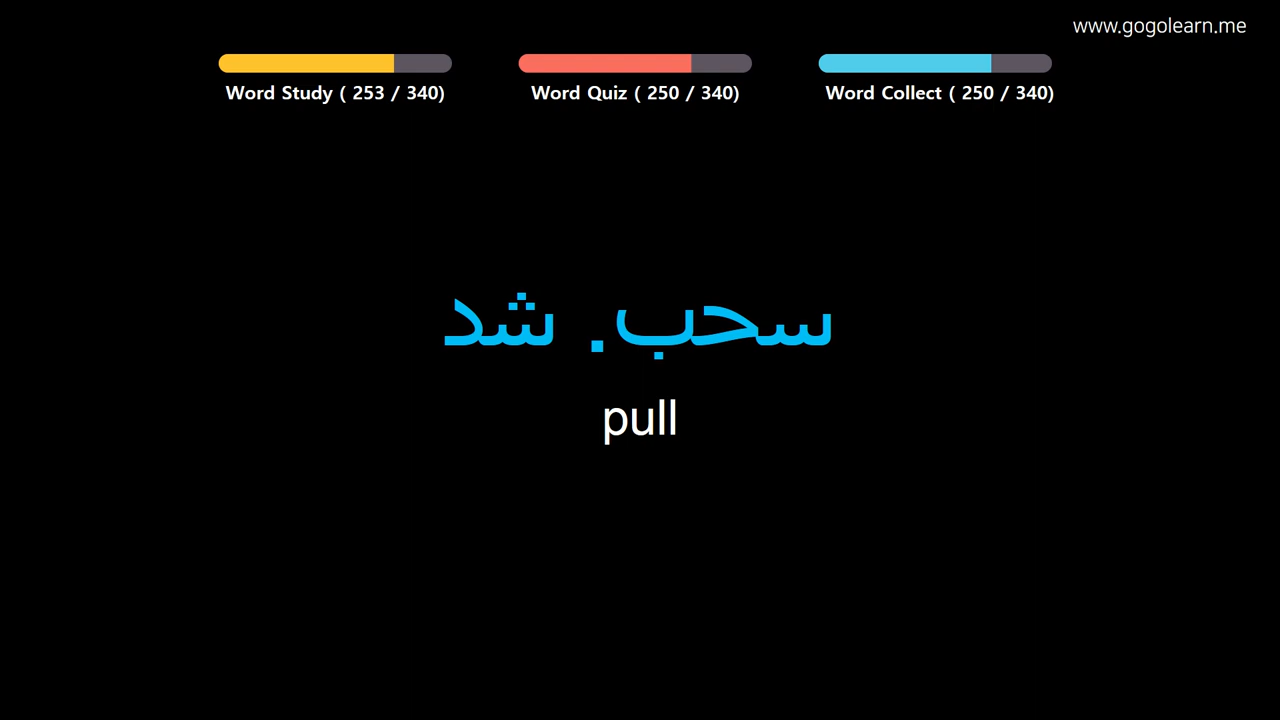 www.gogolearn.me
Word Study ( 253 / 340)
Word Quiz ( 250 / 340)
Word Collect ( 250 / 340)
سحب. شد
pull